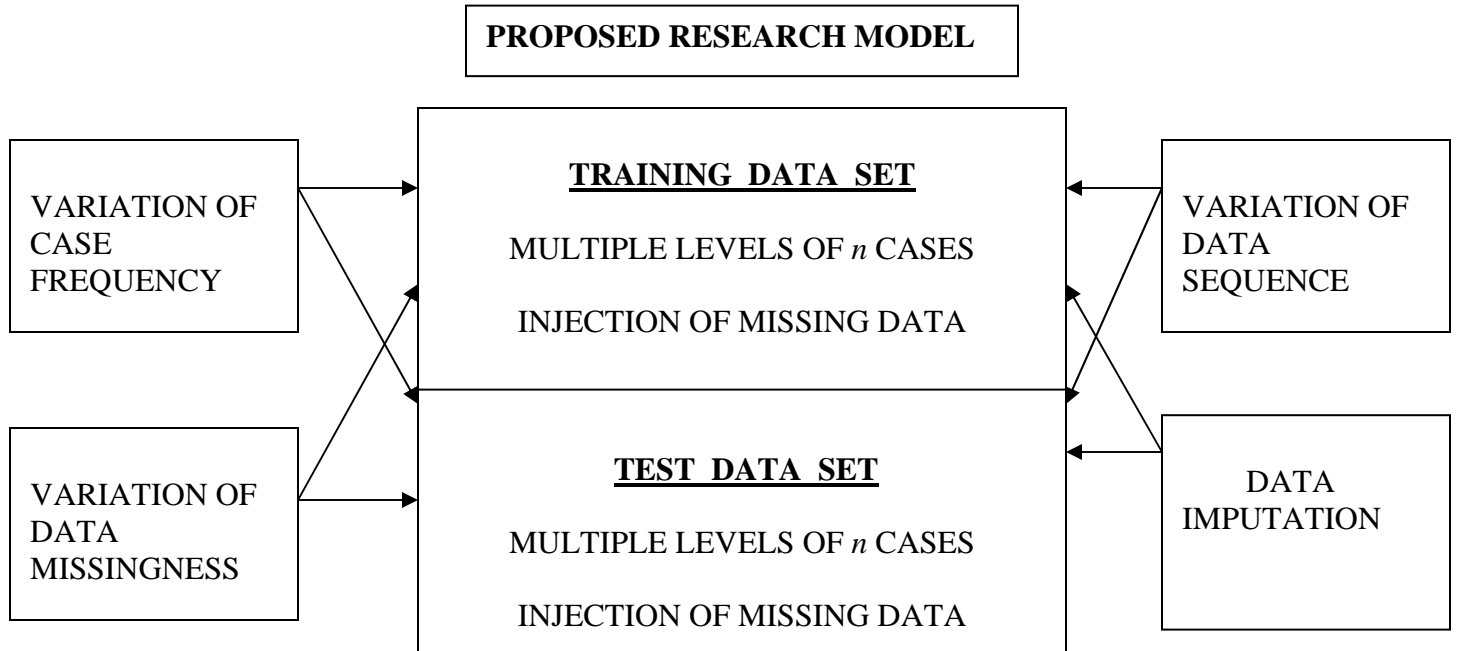 PROPOSED RESEARCH MODEL
VARIATION OF
CASE
FREQUENCY
VARIATION OF
DATA
MISSINGNESS
TRAINING DATA SET
MULTIPLE LEVELS OF n CASES
INJECTION OF MISSING DATA
TEST DATA SET
MULTIPLE LEVELS OF n CASES
INJECTION OF MISSING DATA
VARIATION OF
DATA
SEQUENCE
DATA
IMPUTATION